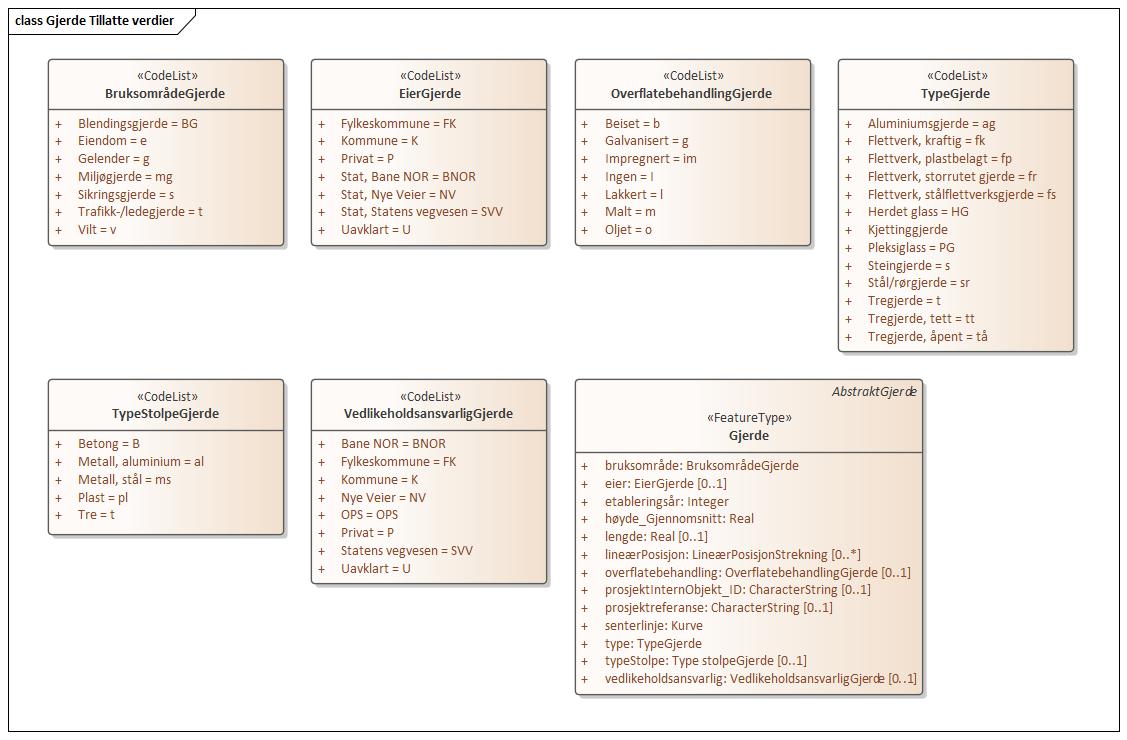 class Gjerde Tillatte verdier
«CodeList»
BruksområdeGjerde
+ Blendingsgjerde = BG
+ Eiendom = e
+ Gelender = g
+ Miljøgjerde = mg
+ Sikringsgjerde = s
+ Trafikk-/ledegjerde = t
+ Vilt = v
«CodeList»
EierGjerde
+ Fylkeskommune = FK
+ Kommune = K
+ Privat = P
+ Stat, Bane NOR = BNOR
+ Stat, Nye Veier = NV
+ Stat, Statens vegvesen = SVV
+ Uavklart = U
«CodeList»
OverflatebehandlingGjerde
+ Beiset = b
+ Galvanisert = g
+ Impregnert = im
+ Ingen = I
+ Lakkert = l
+ Malt = m
+ Oljet = o
«CodeList»
TypeGjerde
+ Aluminiumsgjerde = ag
+ Flettverk, kraftig = fk
+ Flettverk, plastbelagt = fp
+ Flettverk, storrutet gjerde = fr
+ Flettverk, stålflettverksgjerde = fs
+ Herdet glass = HG
+ Kjettinggjerde
+ Pleksiglass = PG
+ Steingjerde = s
+ Stål/rørgjerde = sr
+ Tregjerde = t
+ Tregjerde, tett = tt
+ Tregjerde, åpent = tå
«CodeList»
TypeStolpeGjerde
+ Betong = B
+ Metall, aluminium = al
+ Metall, stål = ms
+ Plast = pl
+ Tre = t
«CodeList»
VedlikeholdsansvarligGjerde
+ Bane NOR = BNOR
+ Fylkeskommune = FK
+ Kommune = K
+ Nye Veier = NV
+ OPS = OPS
+ Privat = P
+ Statens vegvesen = SVV
+ Uavklart = U
AbstraktGjerde
«FeatureType»
Gjerde
+ bruksområde: BruksområdeGjerde
+ eier: EierGjerde [0..1]
+ etableringsår: Integer
+ høyde_Gjennomsnitt: Real
+ lengde: Real [0..1]
+ lineærPosisjon: LineærPosisjonStrekning [0..*]
+ overflatebehandling: OverflatebehandlingGjerde [0..1]
+ prosjektInternObjekt_ID: CharacterString [0..1]
+ prosjektreferanse: CharacterString [0..1]
+ senterlinje: Kurve
+ type: TypeGjerde
+ typeStolpe: Type stolpeGjerde [0..1]
+ vedlikeholdsansvarlig: VedlikeholdsansvarligGjerde [0..1]